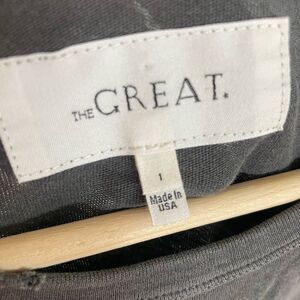 THE GREAT.
1
Made In
USA